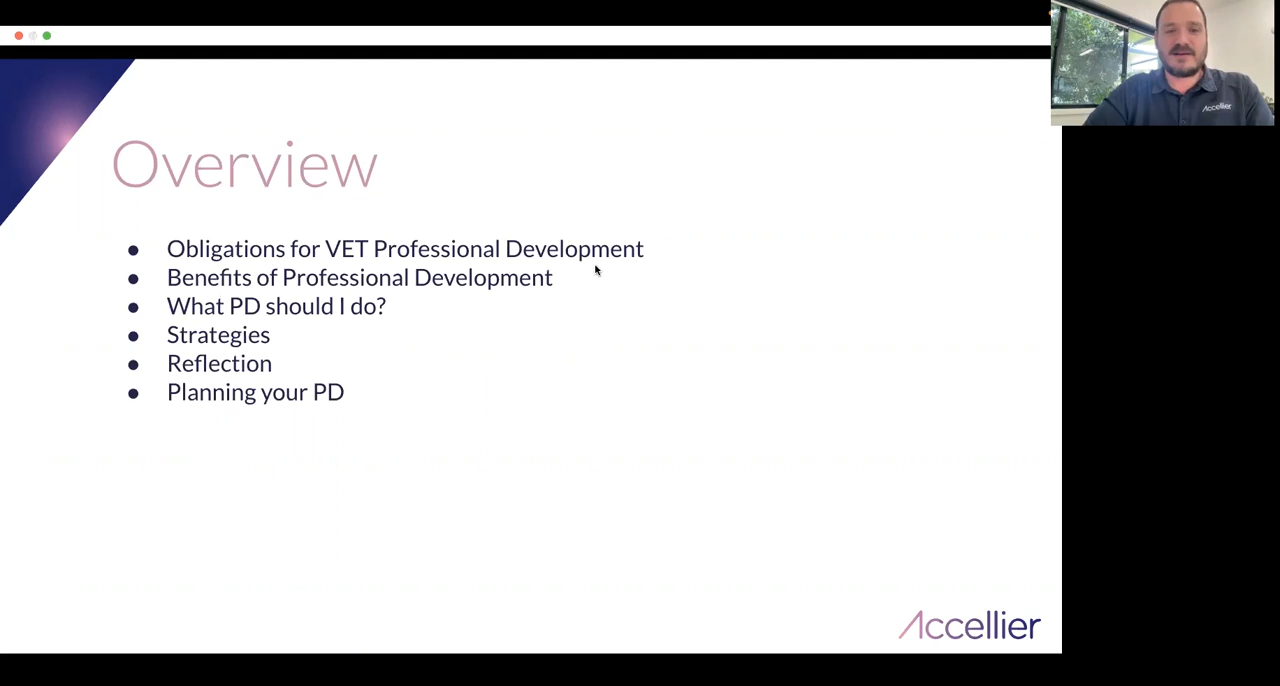 Accellier
Overview
● Obligations for VET Professional Development
● Benefits of Professional Development
● What PD should I do?
● Strategies
● Reflection
● Planning your PD
Accellier